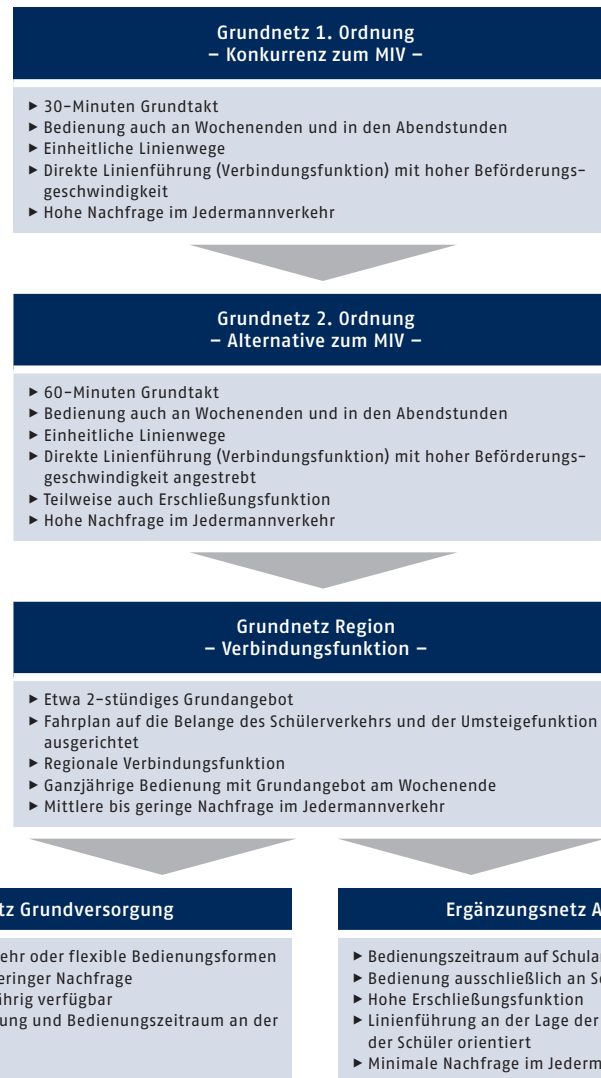 Grundnetz 1. Ordnung
– Konkurrenz zum MIV –
▸ 30-Minuten Grundtakt
▸ Bedienung auch an Wochenenden und in den Abendstunden
▸ Einheitliche Linienwege
▸ Direkte Linienführung (Verbindungsfunktion) mit hoher Beförderungs-
geschwindigkeit
▸ Hohe Nachfrage im Jedermannverkehr
Grundnetz 2. Ordnung
– Alternative zum MIV –
▸ 60-Minuten Grundtakt
▸ Bedienung auch an Wochenenden und in den Abendstunden
▸ Einheitliche Linienwege
▸ Direkte Linienführung (Verbindungsfunktion) mit hoher Beförderungs-
geschwindigkeit angestrebt
▸ Teilweise auch Erschließungsfunktion
▸ Hohe Nachfrage im Jedermannverkehr
Grundnetz Region
– Verbindungsfunktion –
▸ Etwa 2-stündiges Grundangebot
▸ Fahrplan auf die Belange des Schülerverkehrs und der Umsteigefunktion
ausgerichtet
▸ Regionale Verbindungsfunktion
▸ Ganzjährige Bedienung mit Grundangebot am Wochenende
▸ Mittlere bis geringe Nachfrage im Jedermannverkehr
tz Grundversorgung
ehr oder flexible Bedienungsformen
eringer Nachfrage
ährig verfügbar
ung und Bedienungszeitraum an der
Ergänzungsnetz A
▸ Bedienungszeitraum auf Schula
▸ Bedienung ausschließlich an S
▸ Hohe Erschließungsfunktion
▸ Linienführung an der Lage der
der Schüler orientiert
▸ Minimale Nachfrage im Jederm